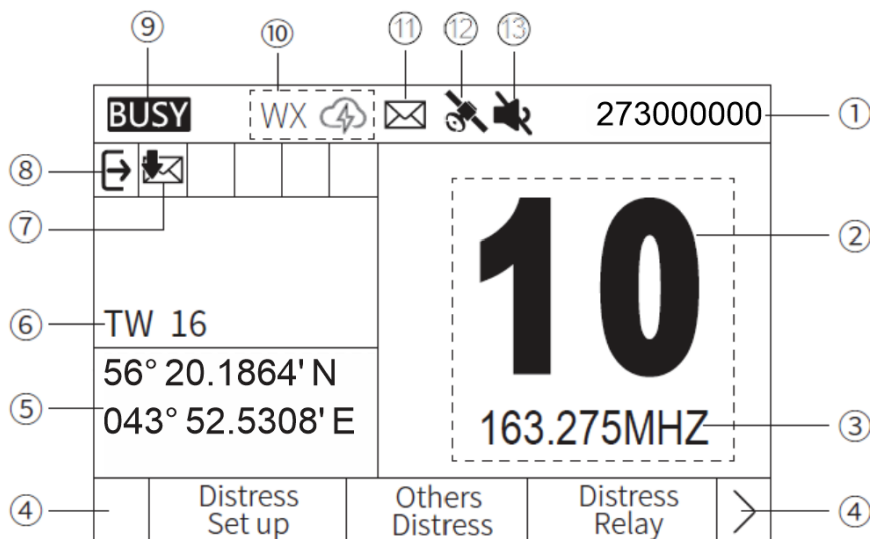 ⑨ ⑩ ⑪ ⑫ ⑬
BUSY WX 273000000 ①
⑧
⑦
10 ②
⑥ TW 16
56° 20.1864' N
⑤ 043° 52.5308' E
163.275MHZ ③
④ Distress Set up Others Distress Distress Relay > ④